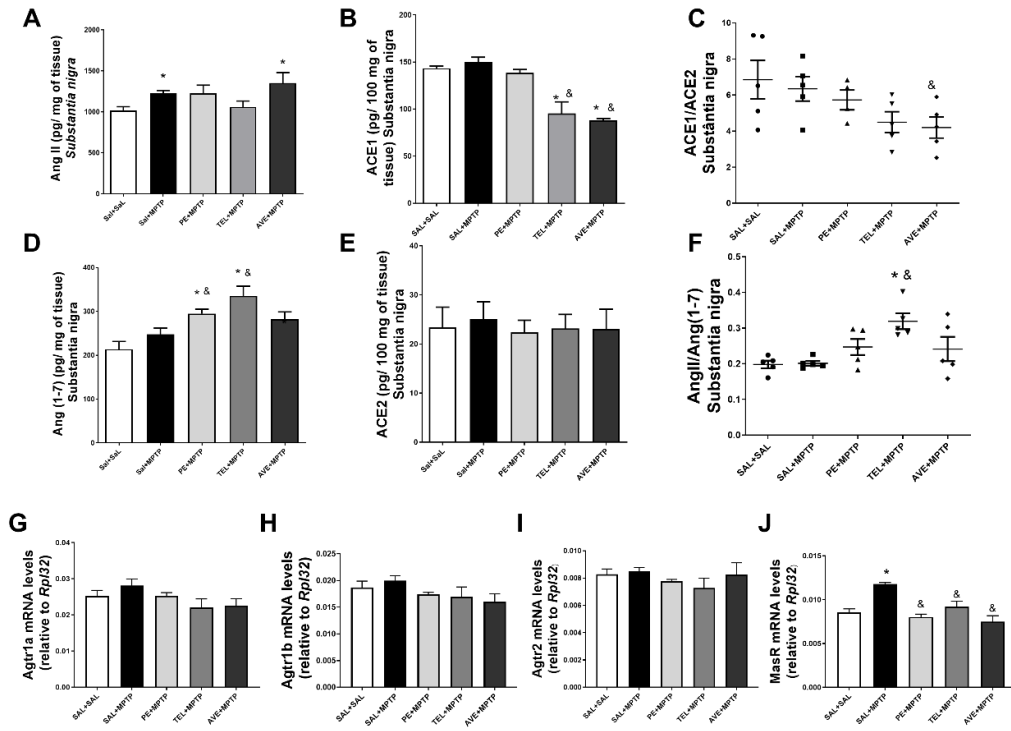 A
Ang II (pg/ mg of tissue)
Substantia nigra
1500
1000
500
0
*
*
Sal+SaL
Sal+MPTP
PE+MPTP
TEL+MPTP
AVE+MPTP
B
ACE1 (pg/ 100 mg of
tissue) Substantia nigra
200
150
100
50
0
* &
* &
SAL+SAL
SAL+MPTP
PE+MPTP
TEL+MPTP
AVE+MPTP
C
ACE1/ACE2
Substântia nigra
10
8
6
4
2
0
&
SAL+SAL
SAL+MPTP
PE+MPTP
TEL+MPTP
AVE+MPTP
D
Ang (1-7) (pg/ mg of tissue)
Substantia nigra
400
300
200
100
0
* &
* &
Sal+SaL
Sal+MPTP
PE+MPTP
TEL+MPTP
AVE+MPTP
E
ACE2 (pg/ 100 mg of tissue)
Substantia nigra
40
30
20
10
0
Sal+SaL
Sal+MPTP
PE+MPTP
TEL+MPTP
AVE+MPTP
F
AngII/Ang(1-7)
Substantia nigra
0.5
0.4
0.3
0.2
0.1
0.0
* &
SAL+SAL
SAL+MPTP
PE+MPTP
TEL+MPTP
AVE+MPTP
G
Agtr1a mRNA levels
(relative to Rpl32)
0.05
0.04
0.03
0.02
0.01
0.00
SAL+SAL
SAL+MPTP
PE+MPTP
TEL+MPTP
AVE+MPTP
H
Agtr1b mRNA levels
(relative to Rpl32)
0.025
0.020
0.015
0.010
0.005
0.000
SAL+SAL
SAL+MPTP
PE+MPTP
TEL+MPTP
AVE+MPTP
I
Agtr2 mRNA levels
(relative to Rpl32)
0.010
0.008
0.006
0.004
0.002
0.000
SAL+SAL
SAL+MPTP
PE+MPTP
TEL+MPTP
AVE+MPTP
J
MasR mRNA levels
(relative to Rpl32)
0.015
0.010
0.005
0.000
*
&
&
&
SAL+SAL
SAL+MPTP
PE+MPTP
TEL+MPTP
AVE+MPTP